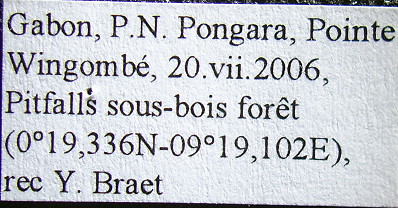 Gabon, P.N. Pongara, Pointe
Wingombé, 20.vii.2006,
Pitfalls sous-bois forêt
(0°19,336N-09°19,102E),
rec Y. Braet